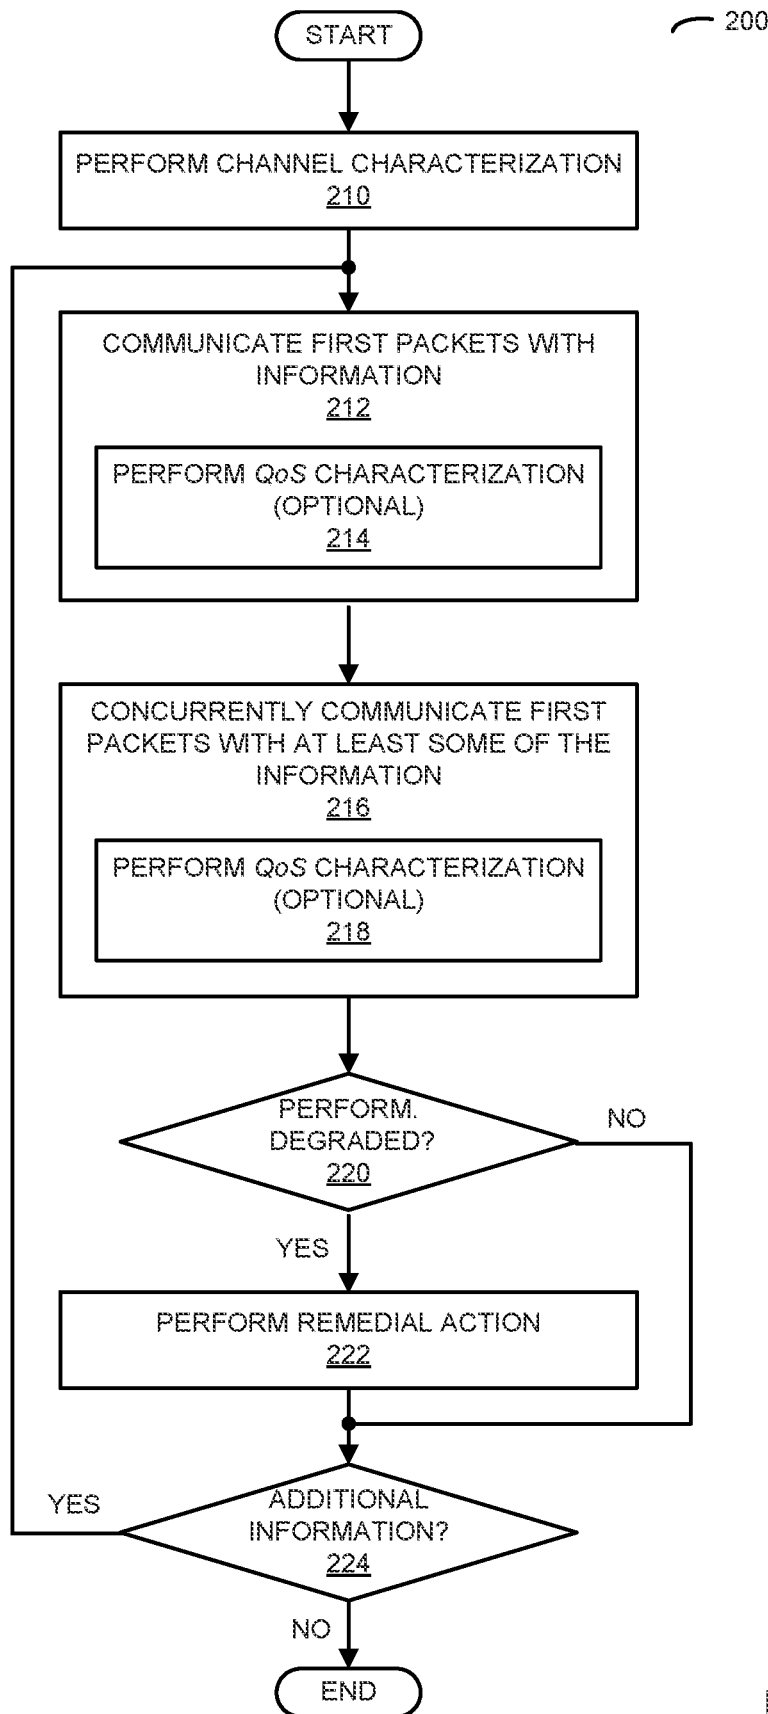 START
200
PERFORM CHANNEL CHARACTERIZATION
210
COMMUNICATE FIRST PACKETS WITH
INFORMATION
212
PERFORM QoS CHARACTERIZATION
(OPTIONAL)
214
CONCURRENTLY COMMUNICATE FIRST
PACKETS WITH AT LEAST SOME OF THE
INFORMATION
216
PERFORM QoS CHARACTERIZATION
(OPTIONAL)
218
PERFORM.
DEGRADED?
220
NO
YES
PERFORM REMEDIAL ACTION
222
YES
ADDITIONAL
INFORMATION?
224
NO
END